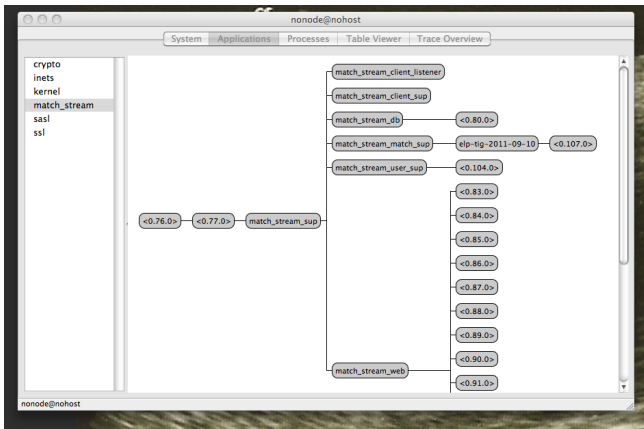 nonode@nohost
System Applications Processes Table Viewer Trace Overview
crypto
inets
kernel
match_stream
sasl
ssl
match_stream_client_listener
match_stream_client_sup
match_stream_db <0.80.0>
match_stream_match_sup elp-tig-2011-09-10 <0.107.0>
match_stream_user_sup <0.104.0>
<0.83.0>
<0.84.0>
<0.76.0> <0.77.0> match_stream_sup
<0.85.0>
<0.86.0>
<0.87.0>
<0.88.0>
<0.89.0>
<0.90.0>
match_stream_web
<0.91.0>
nonode@nohost